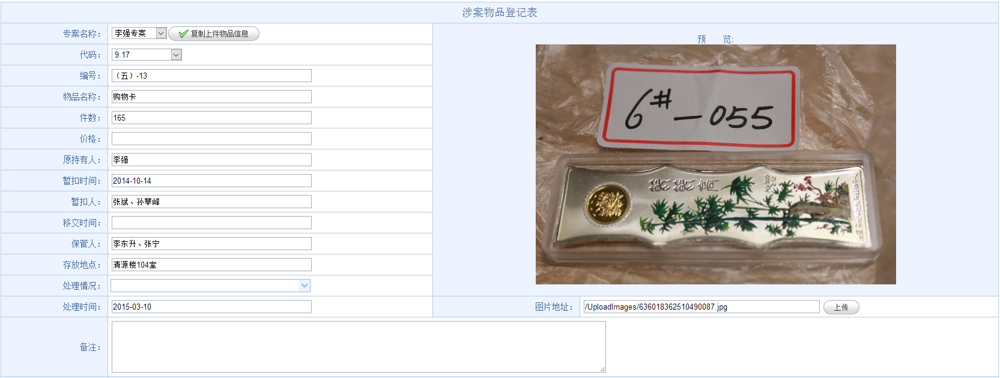 涉案物品登记表
专案名称： 李强专案 复制上件物品信息
代码： 9.17
编号： （五）-13
物品名称： 购物卡
件数： 165
价格：
原持有人： 李强
暂扣时间： 2014-10-14
暂扣人： 张斌、孙攀峰
移交时间：
保管人： 李东升、张宁
存放地点： 清源楼104室
处理情况：
处理时间： 2015-03-10
预 览:
6#-055
图片地址： /UploadImages/636018362510490087.jpg 上传
备注：